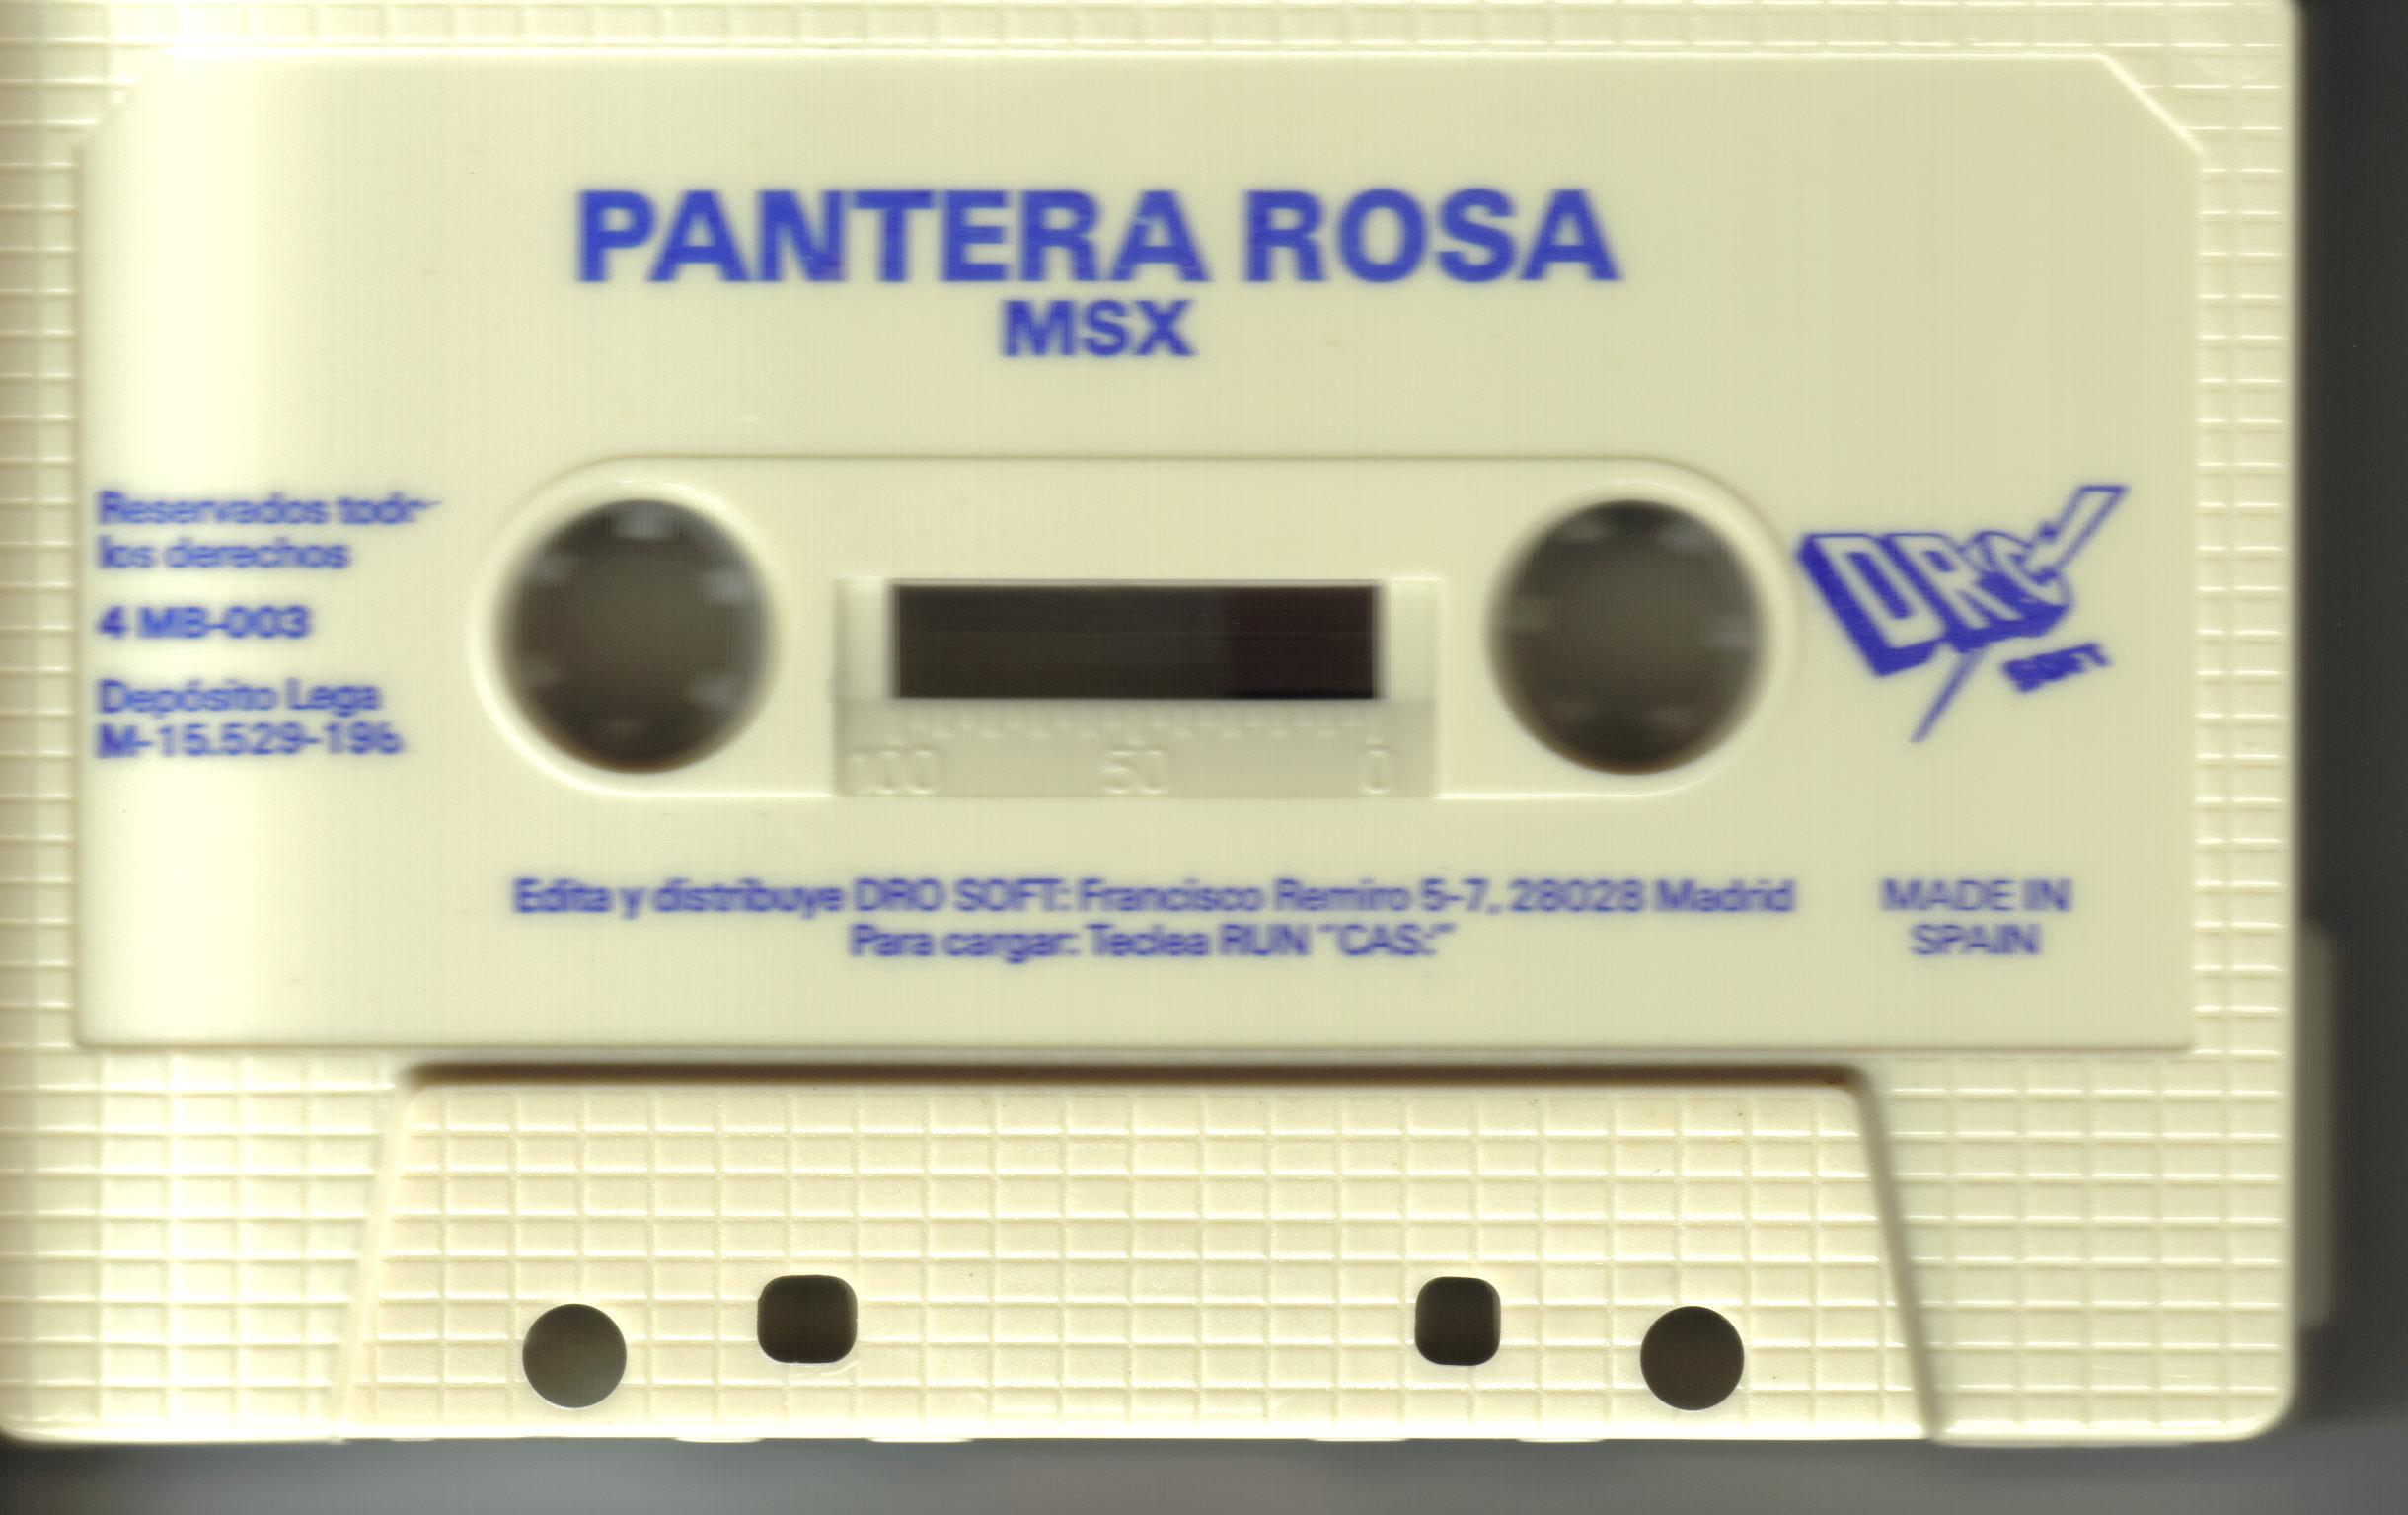 PANTERA ROSA
MSX
Reservados
los derechos
4 MB-003
Depósito Lega
M-15.529-196
100 50 0
DRO
SOFT
Edita y distribuye DRO SOFT: Francisco Remiro 5-7, 28028 Madrid
Para cargar: Teclea RUN "CAS:"
MADE IN
SPAIN